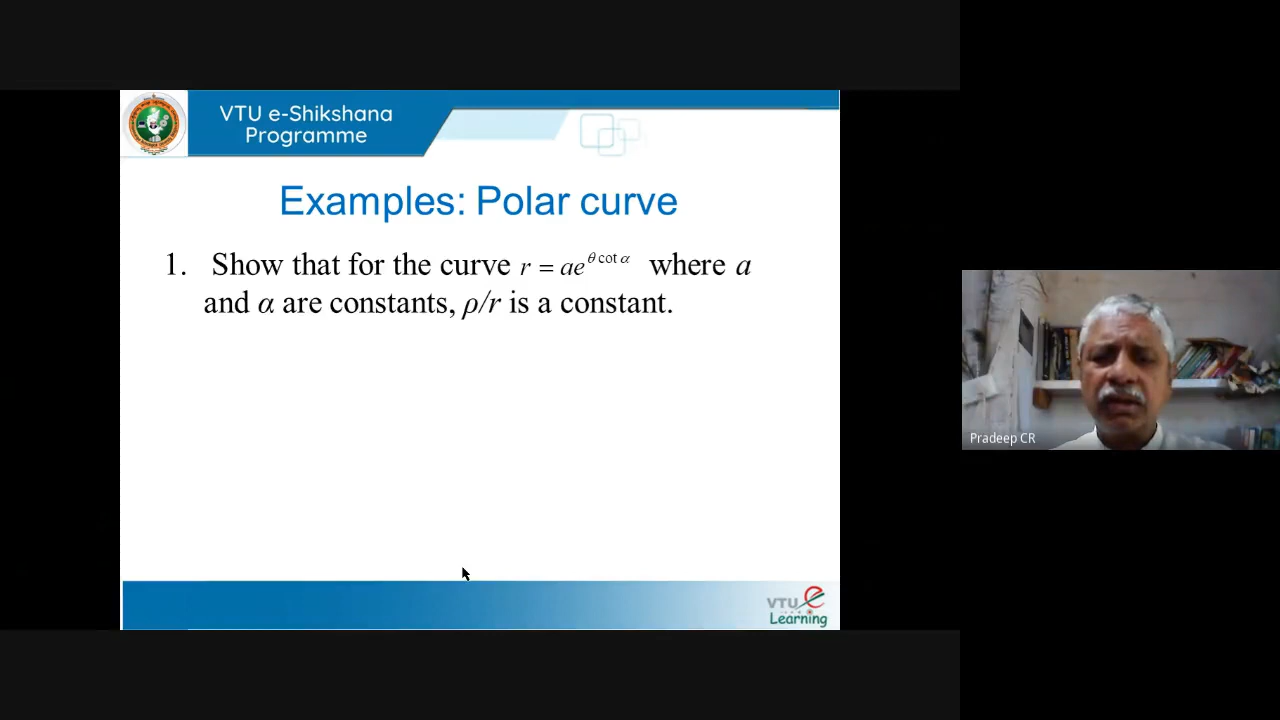 VTU e-Shikshana
Programme
Examples: Polar curve
1. Show that for the curve r = ae^{θ cot α} where a
and α are constants, ρ/r is a constant.
Pradeep CR
VTU e
Learning